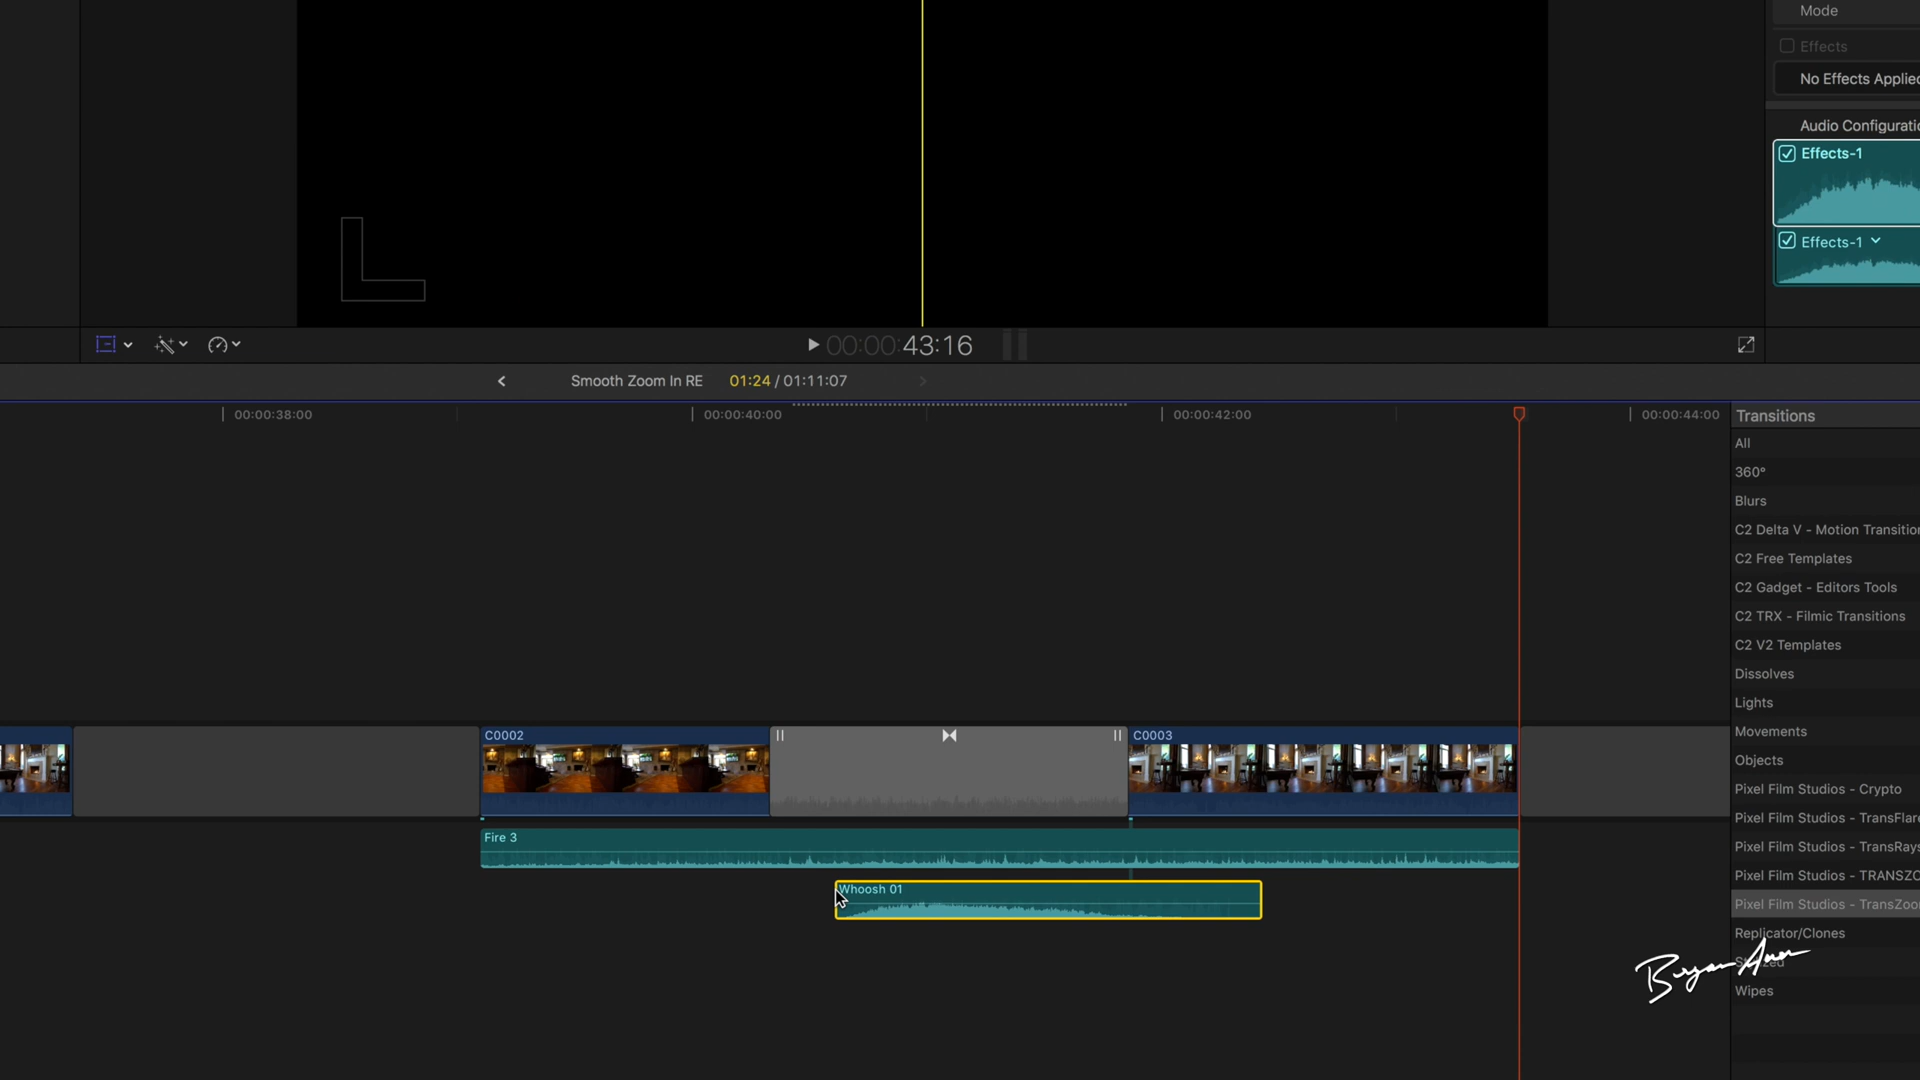 Mode
Effects
No Effects Applied
Audio Configuratio
Effects-1
Effects-1
00:00:00:43:16
Smooth Zoom In RE 01:24 / 01:11:07
00:00:38:00 00:00:40:00 00:00:42:00 00:00:44:00
Transitions
All
360°
Blurs
C2 Delta V - Motion Transition
C2 Free Templates
C2 Gadget - Editors Tools
C2 TRX - Filmic Transitions
C2 V2 Templates
Dissolves
Lights
Movements
Objects
Pixel Film Studios - Crypto
Pixel Film Studios - TransFlare
Pixel Film Studios - TransRays
Pixel Film Studios - TRANSZO
Pixel Film Studios - TransZoo
Replicator/Clones
Wipes
C0002
C0003
Fire 3
Whoosh 01